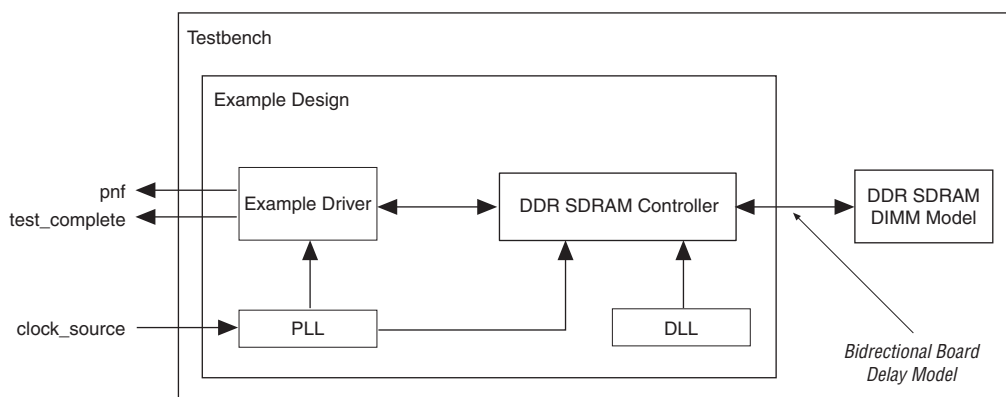 Testbench
Example Design
pnf
test_complete
Example Driver
DDR SDRAM Controller
DDR SDRAM
DIMM Model
clock_source
PLL
DLL
Bidrectional Board
Delay Model